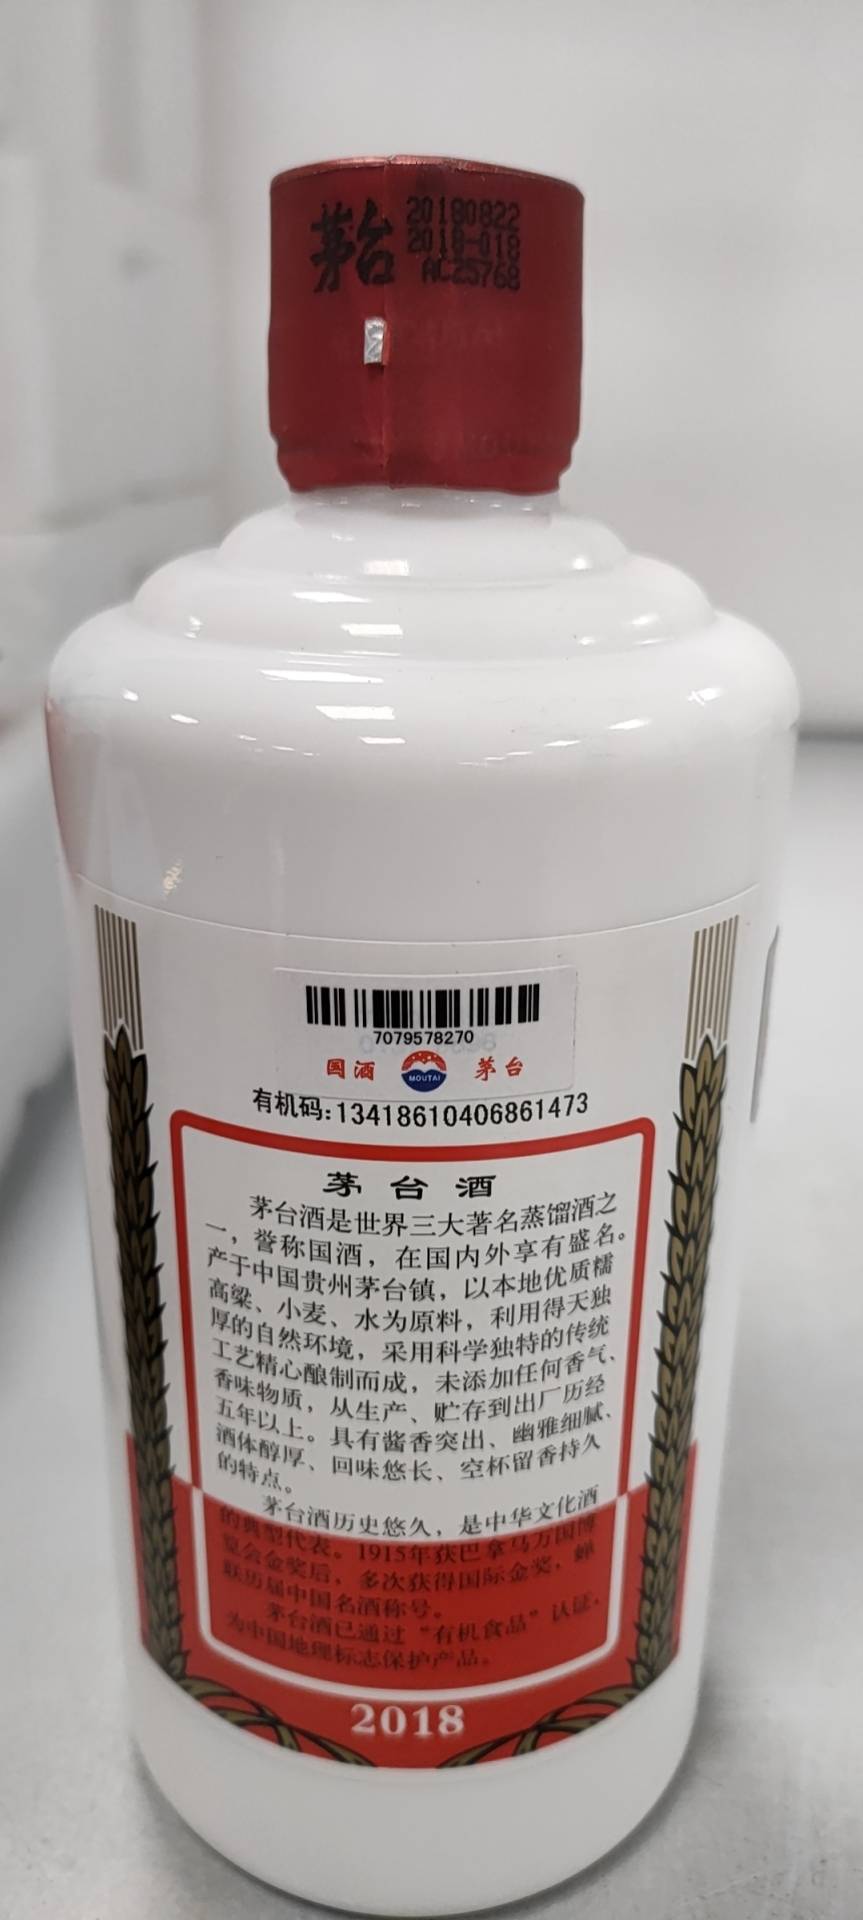 茅台
20180822
2018-018
AC25768
7079578270
国酒 MOUTAI 茅台
有机码:13418610406861473
茅台酒
茅台酒是世界三大著名蒸馏酒之
一，誉称国酒，在国内外享有盛名。
产于中国贵州茅台镇，以本地优质糯
高粱、小麦、水为原料，利用得天独
厚的自然环境，采用科学独特的传统
工艺精心酿制而成，未添加任何香气、
香味物质，从生产、贮存到出厂历经
五年以上。具有酱香突出、幽雅细腻、
酒体醇厚、回味悠长、空杯留香持久
的特点。
茅台酒历史悠久，是中华文化酒
的典型代表。1915年获巴拿马万国博
览会金奖后，多次获得国际金奖，蝉
联历届中国名酒称号。
茅台酒已通过“有机食品”认证，
为中国地理标志保护产品。
2018